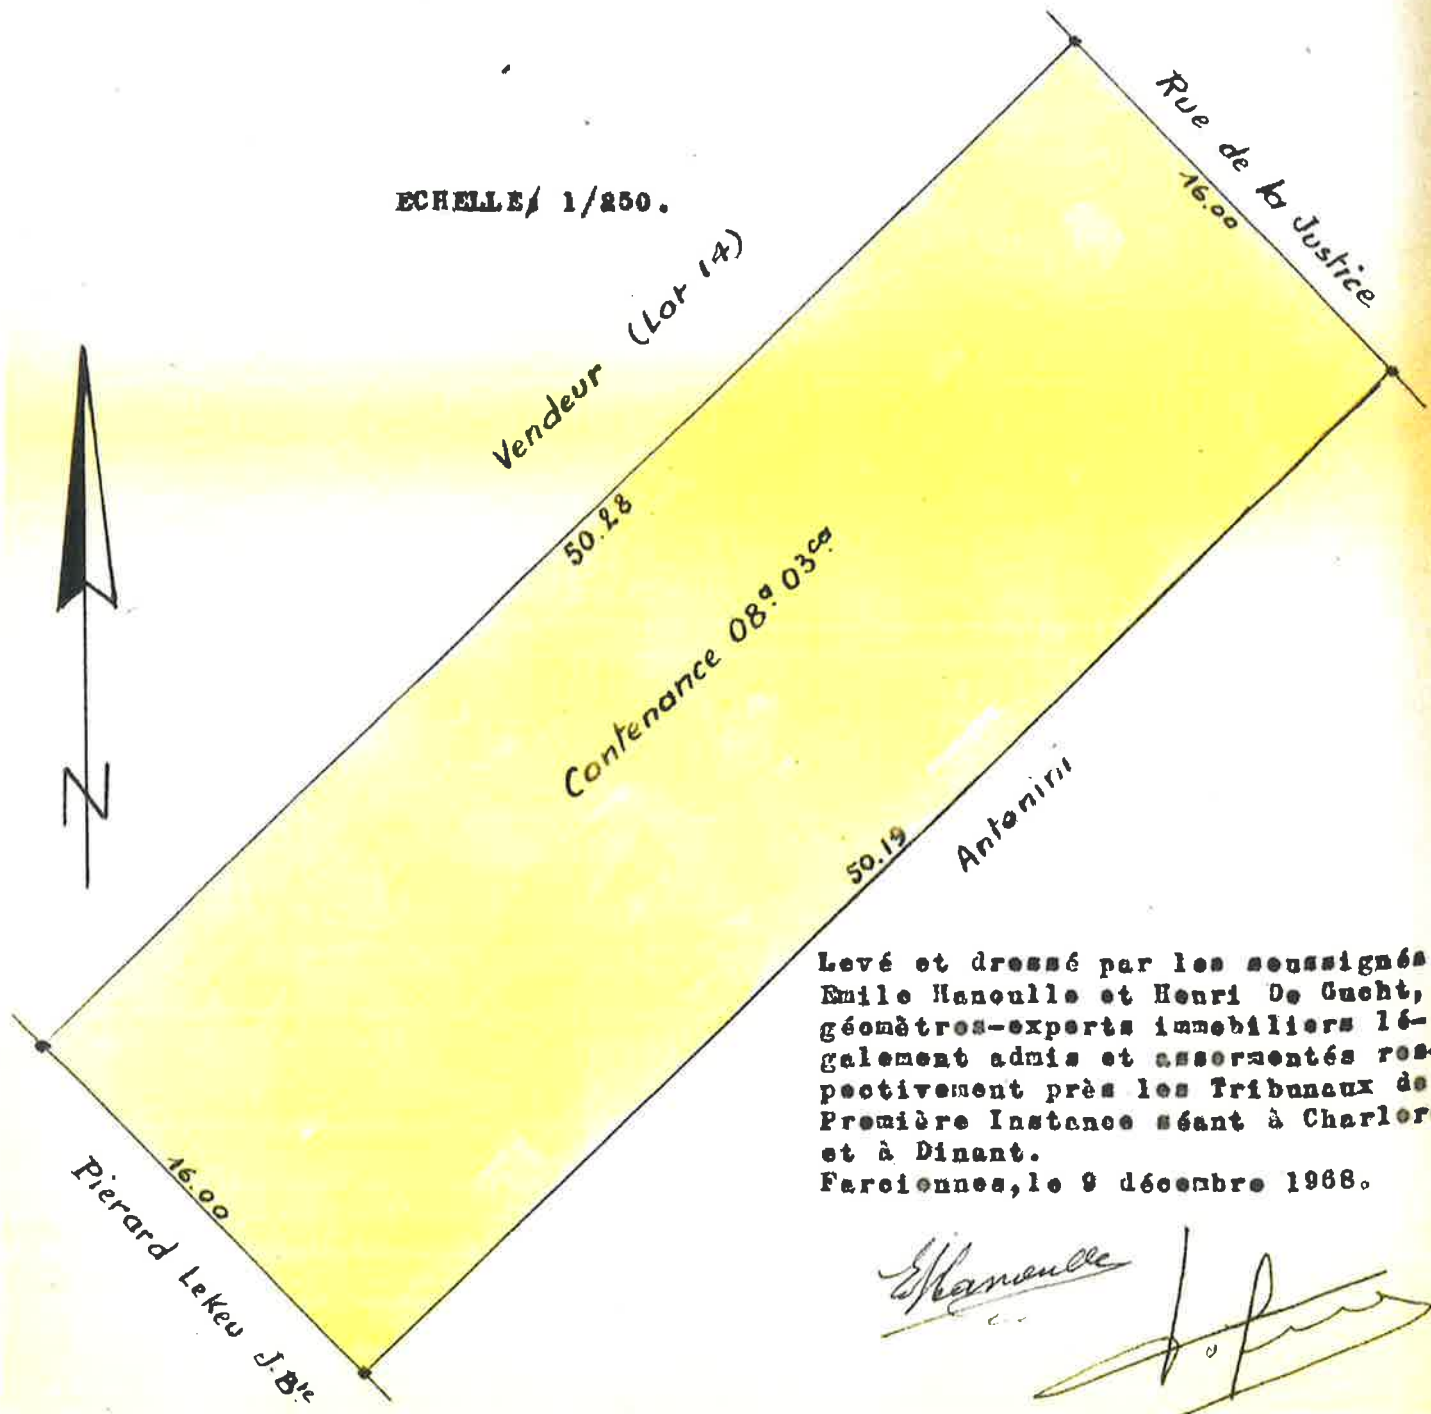 ECHELLE/ 1/250.
Rue de la Justice
16.00
Vendeur (Lot 14)
50.28
Contenance 08a. 03ca.
50.19
Antonini
N
16.00
Piérard Lekeu J.Bte
Levé et dressé par les soussignés
Emile Hanoulle et Henri De Gucht,
géomètres-experts immobiliers lé-
galement admis et assermentés res-
pectivement près les Tribunaux de
Première Instance séant à Charler
et à Dinant.
Farciennes, le 9 décembre 1968.
EHanoulle